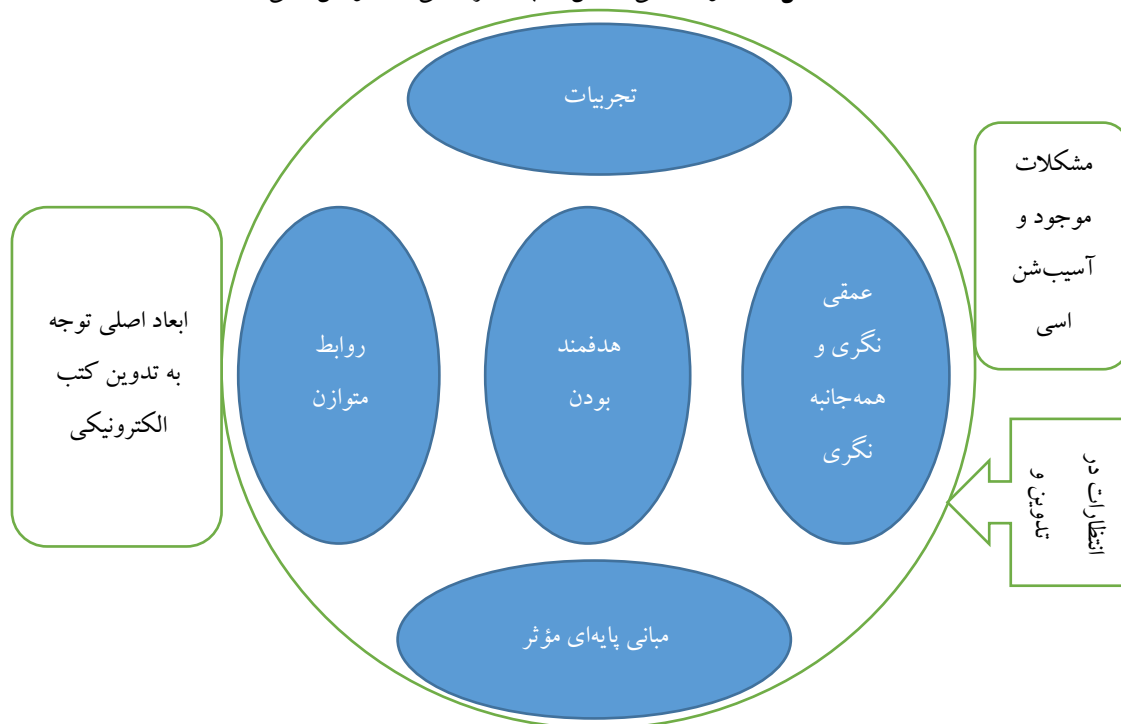 تجربیات
مشکلات
موجود و
آسیب‌شن
اسی
عمقی
نگری و
همه‌جانبه
نگری
هدفمند
بودن
روابط
متوازن
ابعاد اصلی توجه
به تدوین کتب
الکترونیکی
انتظارات در
تدوین و
مبانی پایه‌ای مؤثر